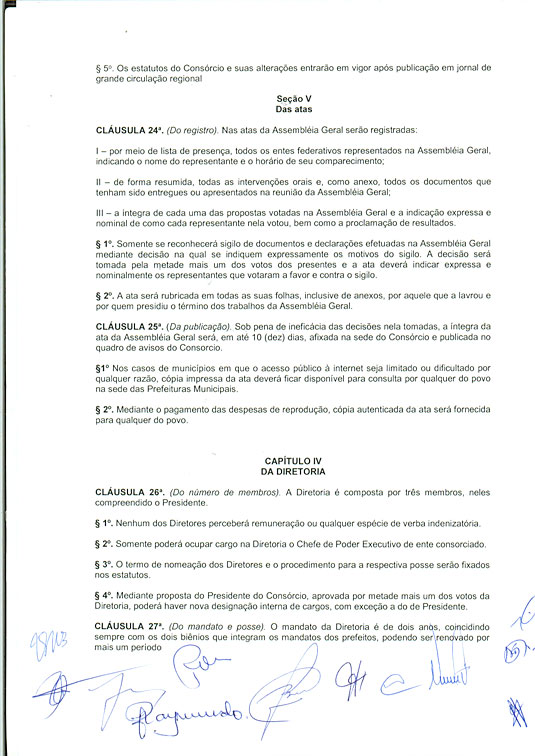 § 5º. Os estatutos do Consórcio e suas alterações entrarão em vigor após publicação em jornal de
grande circulação regional
Seção V
Das atas
CLÁUSULA 24ª. (Do registro). Nas atas da Assembléia Geral serão registradas:
I – por meio de lista de presença, todos os entes federativos representados na Assembléia Geral,
indicando o nome do representante e o horário de seu comparecimento;
II – de forma resumida, todas as intervenções orais e, como anexo, todos os documentos que
tenham sido entregues ou apresentados na reunião da Assembléia Geral;
III – a íntegra de cada uma das propostas votadas na Assembléia Geral e a indicação expressa e
nominal de como cada representante nela votou, bem como a proclamação de resultados.
§ 1º. Somente se reconhecerá sigilo de documentos e declarações efetuadas na Assembléia Geral
mediante decisão na qual se indiquem expressamente os motivos do sigilo. A decisão será
tomada pela metade mais um dos votos dos presentes e a ata deverá indicar expressa e
nominalmente os representantes que votaram a favor e contra o sigilo.
§ 2º. A ata será rubricada em todas as suas folhas, inclusive de anexos, por aquele que a lavrou e
por quem presidiu o término dos trabalhos da Assembléia Geral.
CLÁUSULA 25ª. (Da publicação). Sob pena de ineficácia das decisões nela tomadas, a íntegra da
ata da Assembléia Geral será, em até 10 (dez) dias, afixada na sede do Consórcio e publicada no
quadro de avisos do Consorcio.
§1º Nos casos de municípios em que o acesso público à internet seja limitado ou dificultado por
qualquer razão, cópia impressa da ata deverá ficar disponível para consulta por qualquer do povo
na sede das Prefeituras Municipais.
§ 2º. Mediante o pagamento das despesas de reprodução, cópia autenticada da ata será fornecida
para qualquer do povo.
CAPÍTULO IV
DA DIRETORIA
CLÁUSULA 26ª. (Do número de membros). A Diretoria é composta por três membros, neles
compreendido o Presidente.
§ 1º. Nenhum dos Diretores perceberá remuneração ou qualquer espécie de verba indenizatória.
§ 2º. Somente poderá ocupar cargo na Diretoria o Chefe de Poder Executivo de ente consorciado.
§ 3º. O termo de nomeação dos Diretores e o procedimento para a respectiva posse serão fixados
nos estatutos.
§ 4º. Mediante proposta do Presidente do Consórcio, aprovada por metade mais um dos votos da
Diretoria, poderá haver nova designação interna de cargos, com exceção a do de Presidente.
CLÁUSULA 27ª. (Do mandato e posse). O mandato da Diretoria é de dois anos, coincidindo
sempre com os dois biênios que integram os mandatos dos prefeitos, podendo ser renovado por
mais um período
Raymundo